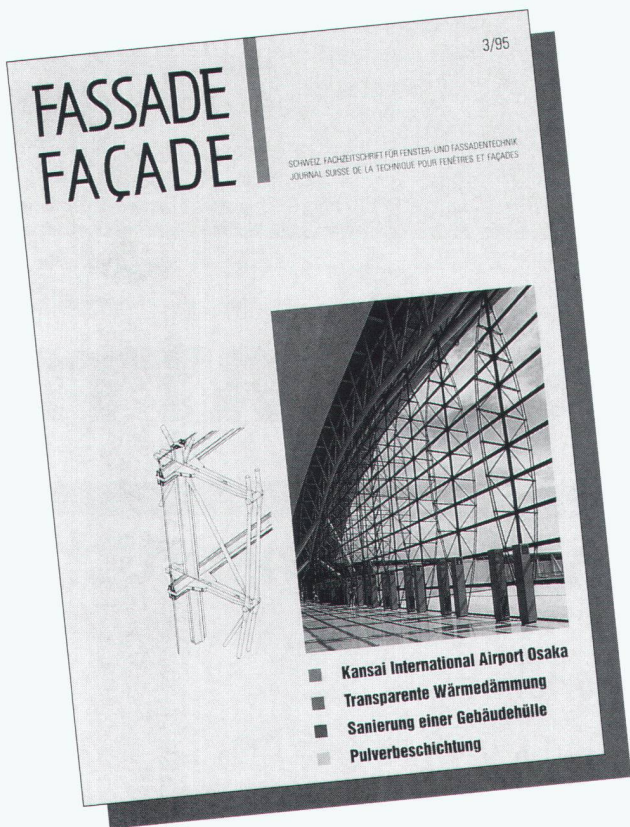 3/95
FASSADE
FAÇADE
SCHWEIZ. FACHZEITSCHRIFT FÜR FENSTER- UND FASSADENTECHNIK
JOURNAL SUISSE DE LA TECHNIQUE POUR FENÊTRES ET FAÇADES
Kansai International Airport Osaka
Transparente Wärmedämmung
Sanierung einer Gebäudehülle
Pulverbeschichtung